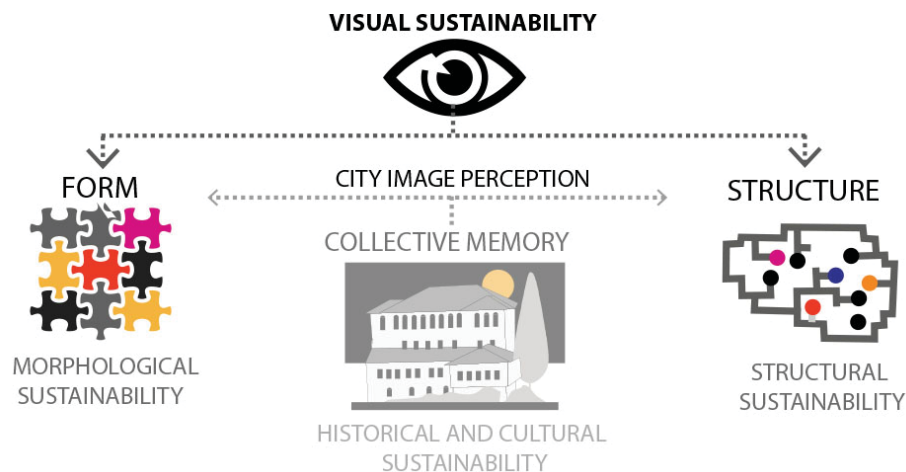 VISUAL SUSTAINABILITY
FORM
CITY IMAGE PERCEPTION
STRUCTURE
COLLECTIVE MEMORY
MORPHOLOGICAL
SUSTAINABILITY
STRUCTURAL
SUSTAINABILITY
HISTORICAL AND CULTURAL
SUSTAINABILITY